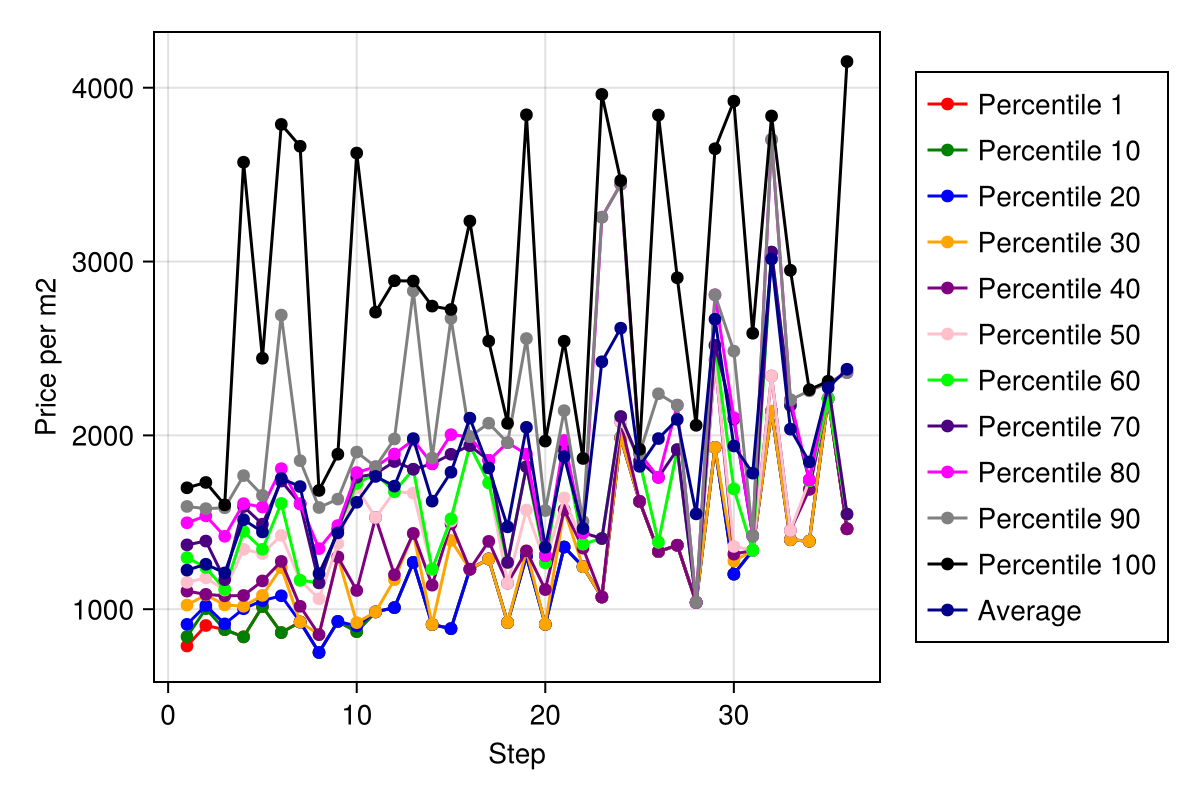 4000
3000
2000
1000
Price per m2
0
10
20
30
Step
Percentile 1
Percentile 10
Percentile 20
Percentile 30
Percentile 40
Percentile 50
Percentile 60
Percentile 70
Percentile 80
Percentile 90
Percentile 100
Average